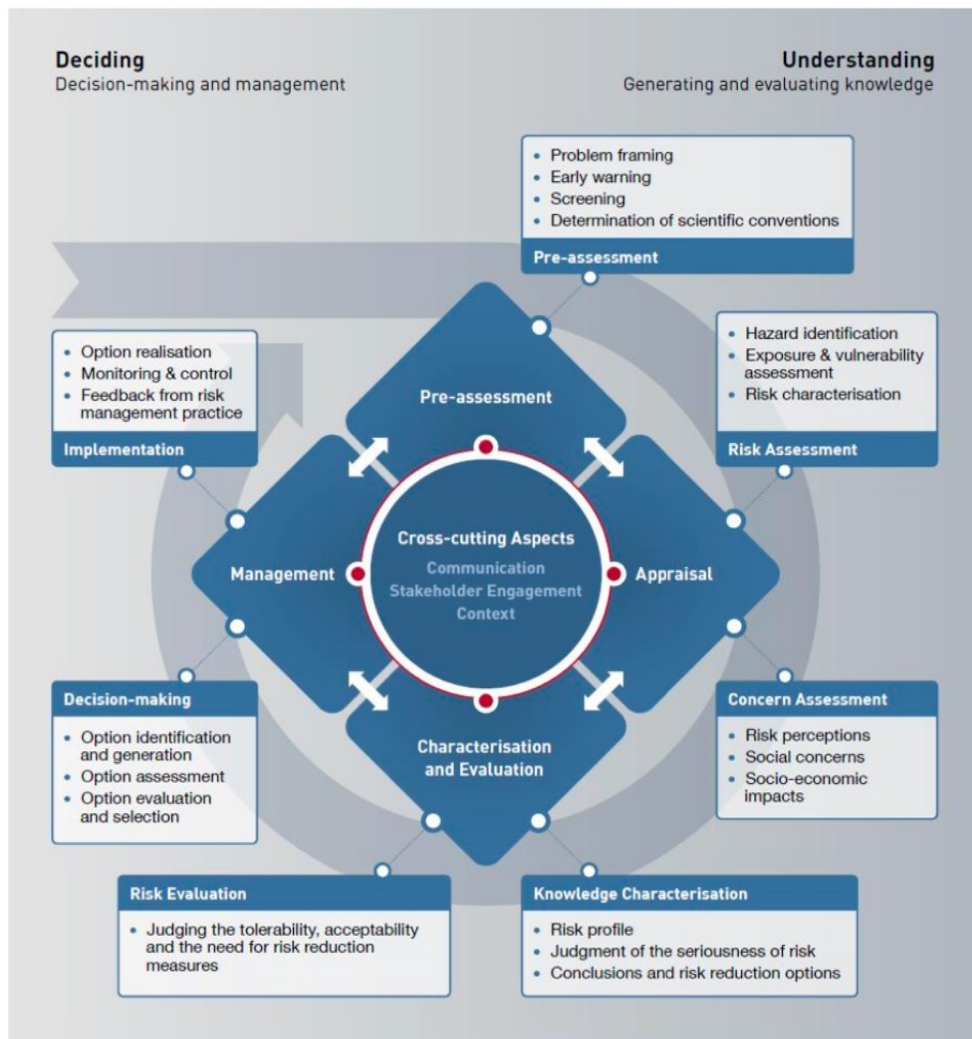 Deciding
Decision-making and management
Understanding
Generating and evaluating knowledge
• Problem framing
• Early warning
• Screening
• Determination of scientific conventions
Pre-assessment
• Option realisation
• Monitoring & control
• Feedback from risk
management practice
Implementation
• Hazard identification
• Exposure & vulnerability
assessment
• Risk characterisation
Risk Assessment
Pre-assessment
Management
Cross-cutting Aspects
Communication
Stakeholder Engagement
Context
Appraisal
Characterisation
and Evaluation
Decision-making
• Option identification
and generation
• Option assessment
• Option evaluation
and selection
Concern Assessment
• Risk perceptions
• Social concerns
• Socio-economic
impacts
Risk Evaluation
• Judging the tolerability, acceptability
and the need for risk reduction
measures
Knowledge Characterisation
• Risk profile
• Judgment of the seriousness of risk
• Conclusions and risk reduction options